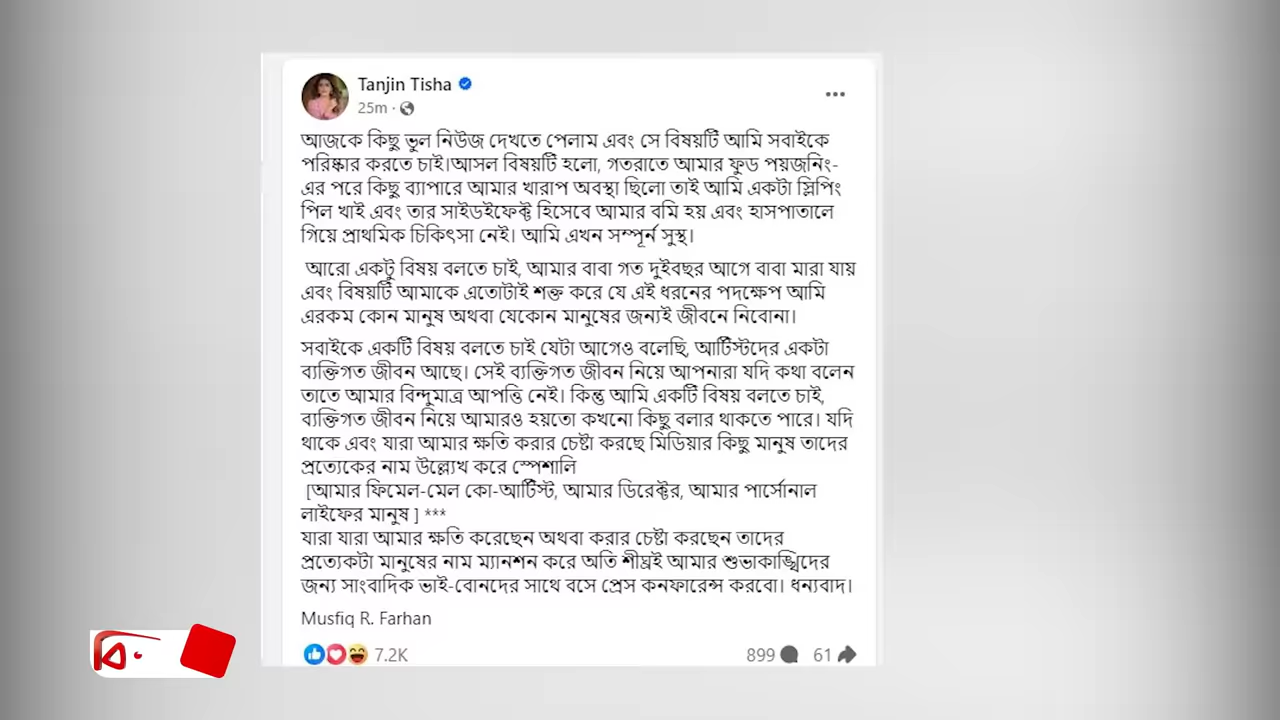 Tanjin Tisha
25m ·
আজকে কিছু ভুল নিউজ দেখতে পেলাম এবং সে বিষয়টি আমি সবাইকে
পরিষ্কার করতে চাই।আসল বিষয়টি হলো, গতরাতে আমার ফুড পয়জনিং-
এর পরে কিছু ব্যাপারে আমার খারাপ অবস্থা ছিলো তাই আমি একটা স্লিপিং
পিল খাই এবং তার সাইডইফেক্ট হিসেবে আমার বমি হয় এবং হাসপাতালে
গিয়ে প্রাথমিক চিকিৎসা নেই। আমি এখন সম্পূর্ন সুস্থ।
আরো একটু বিষয় বলতে চাই, আমার বাবা গত দুইবছর আগে বাবা মারা যায়
এবং বিষয়টি আমাকে এতোটাই শক্ত করে যে এই ধরনের পদক্ষেপ আমি
এরকম কোন মানুষ অথবা যেকোন মানুষের জন্যই জীবনে নিবোনা।
সবাইকে একটি বিষয় বলতে চাই যেটা আগেও বলেছি, আর্টিস্টদের একটা
ব্যক্তিগত জীবন আছে। সেই ব্যক্তিগত জীবন নিয়ে আপনারা যদি কথা বলেন
তাতে আমার বিন্দুমাত্র আপত্তি নেই। কিন্তু আমি একটি বিষয় বলতে চাই,
ব্যক্তিগত জীবন নিয়ে আমারও হয়তো কখনো কিছু বলার থাকতে পারে। যদি
থাকে এবং যারা আমার ক্ষতি করার চেষ্টা করছে মিডিয়ার কিছু মানুষ তাদের
প্রত্যেকের নাম উল্ল্যেখ করে স্পেশালি
[আমার ফিমেল-মেল কো-আর্টিস্ট, আমার ডিরেক্টর, আমার পার্সোনাল
লাইফের মানুষ ] ***
যারা যারা আমার ক্ষতি করেছেন অথবা করার চেষ্টা করছেন তাদের
প্রত্যেকটা মানুষের নাম ম্যানশন করে অতি শীঘ্রই আমার শুভাকাঙ্খিদের
জন্য সাংবাদিক ভাই-বোনদের সাথে বসে প্রেস কনফারেন্স করবো। ধন্যবাদ।
Musfiq R. Farhan
7.2K 899 61